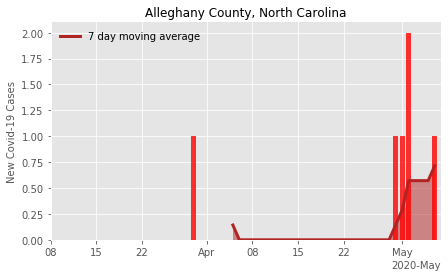 Alleghany County, North Carolina
7 day moving average
New Covid-19 Cases
2.00
1.75
1.50
1.25
1.00
0.75
0.50
0.25
0.00
08 15 22 Apr 08 15 22 May
2020-May